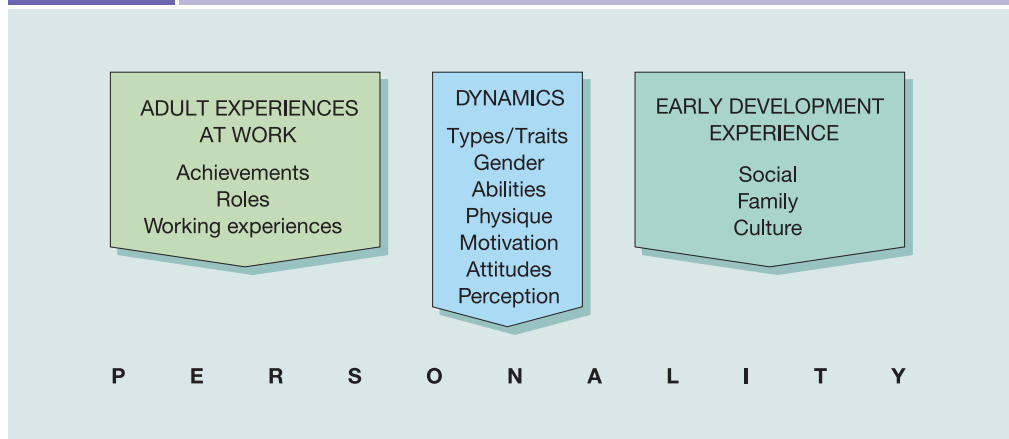 ADULT EXPERIENCES
AT WORK
Achievements
Roles
Working experiences
DYNAMICS
Types/Traits
Gender
Abilities
Physique
Motivation
Attitudes
Perception
EARLY DEVELOPMENT
EXPERIENCE
Social
Family
Culture
P E R S O N A L I T Y